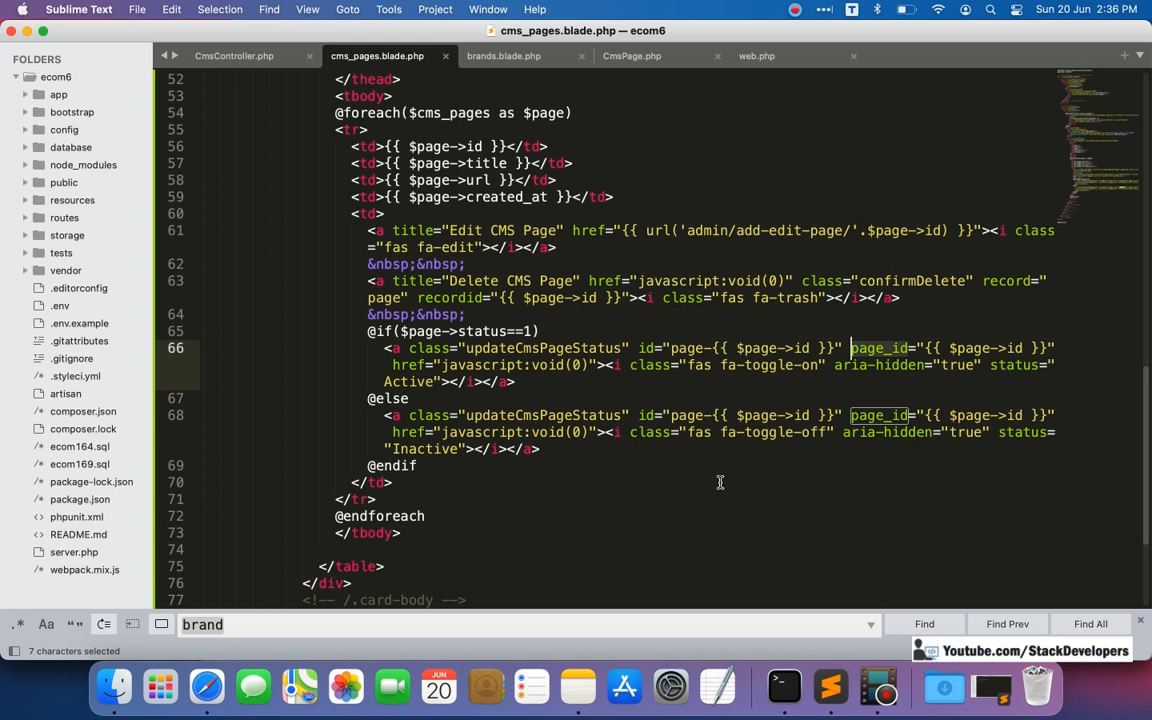 Sublime Text File Edit Selection Find View Goto Tools Project Window Help Sun 20 Jun 2:36 PM
cms_pages.blade.php — ecom6
FOLDERS
ecom6
app
bootstrap
config
database
node_modules
public
resources
routes
storage
tests
vendor
.editorconfig
.env
.env.example
.gitattributes
.gitignore
.styleci.yml
artisan
composer.json
composer.lock
ecom164.sql
ecom169.sql
package-lock.json
package.json
phpunit.xml
README.md
server.php
webpack.mix.js
CmsController.php cms_pages.blade.php brands.blade.php CmsPage.php web.php
52 </thead>
53 <tbody>
54 @foreach($cms_pages as $page)
55 <tr>
56 <td>{{ $page->id }}</td>
57 <td>{{ $page->title }}</td>
58 <td>{{ $page->url }}</td>
59 <td>{{ $page->created_at }}</td>
60 <td>
61 <a title="Edit CMS Page" href="{{ url('admin/add-edit-page/'.$page->id) }}"><i class
="fas fa-edit"></i></a>
62 &nbsp;&nbsp;
63 <a title="Delete CMS Page" href="javascript:void(0)" class="confirmDelete" record="
page" recordid="{{ $page->id }}"><i class="fas fa-trash"></i></a>
64 &nbsp;&nbsp;
65 @if($page->status==1)
66 <a class="updateCmsPageStatus" id="page-{{ $page->id }}" page_id="{{ $page->id }}"
href="javascript:void(0)"><i class="fas fa-toggle-on" aria-hidden="true" status="
Active"></i></a>
67 @else
68 <a class="updateCmsPageStatus" id="page-{{ $page->id }}" page_id="{{ $page->id }}"
href="javascript:void(0)"><i class="fas fa-toggle-off" aria-hidden="true" status=
"Inactive"></i></a>
69 @endif
70 </td>
71 </tr>
72 @endforeach
73 </tbody>
74
75 </table>
76 </div>
77 <!-- /.card-body -->
.* Aa “” brand Find Find Prev Find All
7 characters selected
Youtube.com/StackDevelopers
JUN
20